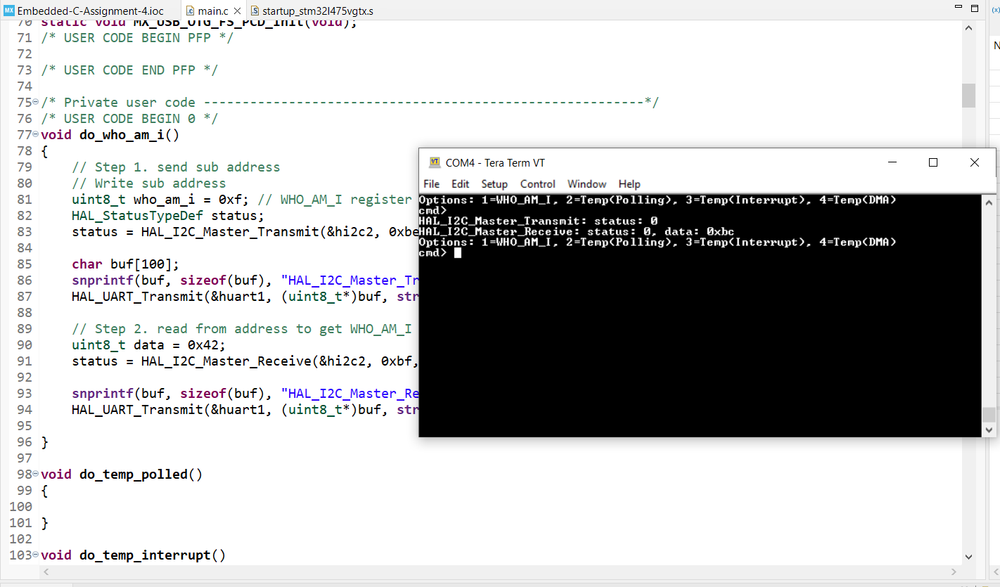 Embedded-C-Assignment-4.ioc main.c startup_stm32l475vgtx.s
70 static void MX_USB_OTG_FS_PCD_Init(void);
71 /* USER CODE BEGIN PFP */
72
73 /* USER CODE END PFP */
74
75 /* Private user code ---------------------------------------------------------*/
76 /* USER CODE BEGIN 0 */
77 void do_who_am_i()
78 {
79 // Step 1. send sub address
80 // Write sub address
81 uint8_t who_am_i = 0xf; // WHO_AM_I register
82 HAL_StatusTypeDef status;
83 status = HAL_I2C_Master_Transmit(&hi2c2, 0xbe
84
85 char buf[100];
86 snprintf(buf, sizeof(buf), "HAL_I2C_Master_Tr
87 HAL_UART_Transmit(&huart1, (uint8_t*)buf, str
88
89 // Step 2. read from address to get WHO_AM_I
90 uint8_t data = 0x42;
91 status = HAL_I2C_Master_Receive(&hi2c2, 0xbf,
92
93 snprintf(buf, sizeof(buf), "HAL_I2C_Master_Re
94 HAL_UART_Transmit(&huart1, (uint8_t*)buf, str
95
96 }
97
98 void do_temp_polled()
99 {
100
101 }
102
103 void do_temp_interrupt()
COM4 - Tera Term VT
File Edit Setup Control Window Help
Options: 1=WHO_AM_I, 2=Temp(Polling), 3=Temp(Interrupt), 4=Temp(DMA)
cmd>
HAL_I2C_Master_Transmit: status: 0
HAL_I2C_Master_Receive: status: 0, data: 0xbc
Options: 1=WHO_AM_I, 2=Temp(Polling), 3=Temp(Interrupt), 4=Temp(DMA)
cmd>